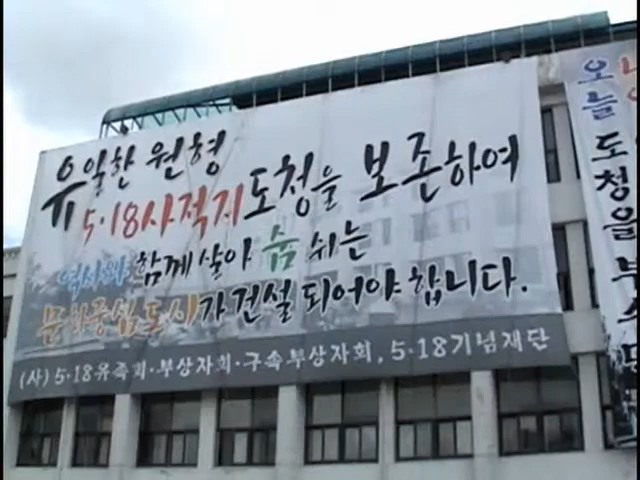 유일한 원형
5·18사적지 도청을 보존하여
역사와 함께 살아 숨 쉬는
문화중심도시가 건설되어야 합니다.
(사) 5·18유족회·부상자회·구속부상자회, 5·18기념재단
오늘
도청을 부